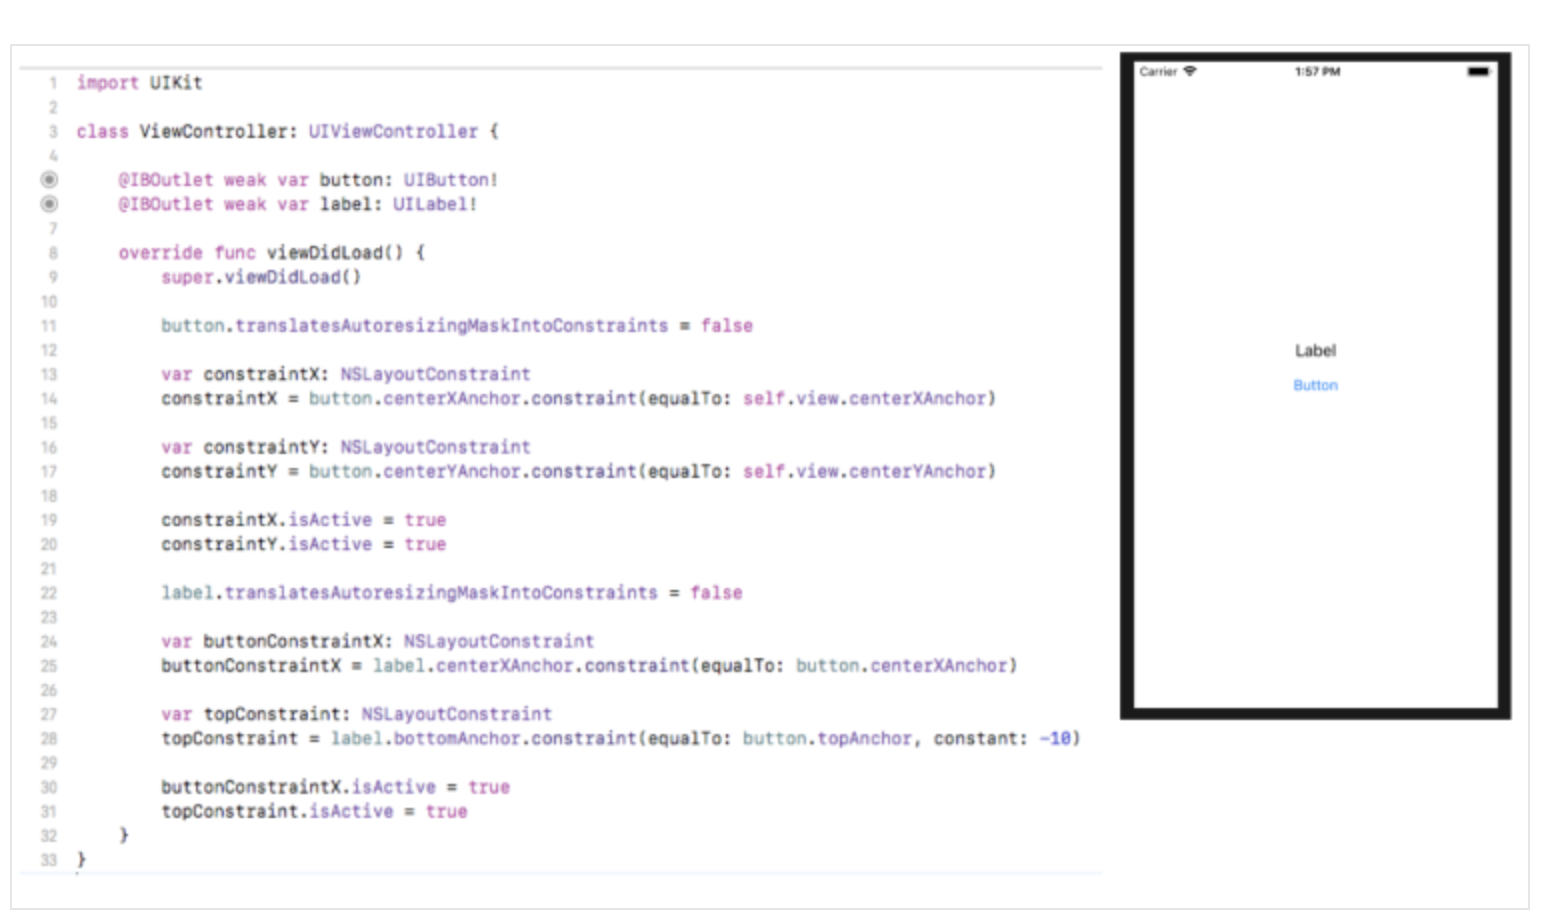 1 import UIKit
2
3 class ViewController: UIViewController {
4
@IBOutlet weak var button: UIButton!
@IBOutlet weak var label: UILabel!
7
8 override func viewDidLoad() {
9 super.viewDidLoad()
10
11 button.translatesAutoresizingMaskIntoConstraints = false
12
13 var constraintX: NSLayoutConstraint
14 constraintX = button.centerXAnchor.constraint(equalTo: self.view.centerXAnchor)
15
16 var constraintY: NSLayoutConstraint
17 constraintY = button.centerYAnchor.constraint(equalTo: self.view.centerYAnchor)
18
19 constraintX.isActive = true
20 constraintY.isActive = true
21
22 label.translatesAutoresizingMaskIntoConstraints = false
23
24 var buttonConstraintX: NSLayoutConstraint
25 buttonConstraintX = label.centerXAnchor.constraint(equalTo: button.centerXAnchor)
26
27 var topConstraint: NSLayoutConstraint
28 topConstraint = label.bottomAnchor.constraint(equalTo: button.topAnchor, constant: -10)
29
30 buttonConstraintX.isActive = true
31 topConstraint.isActive = true
32 }
33 }
Carrier 1:57 PM
Label
Button